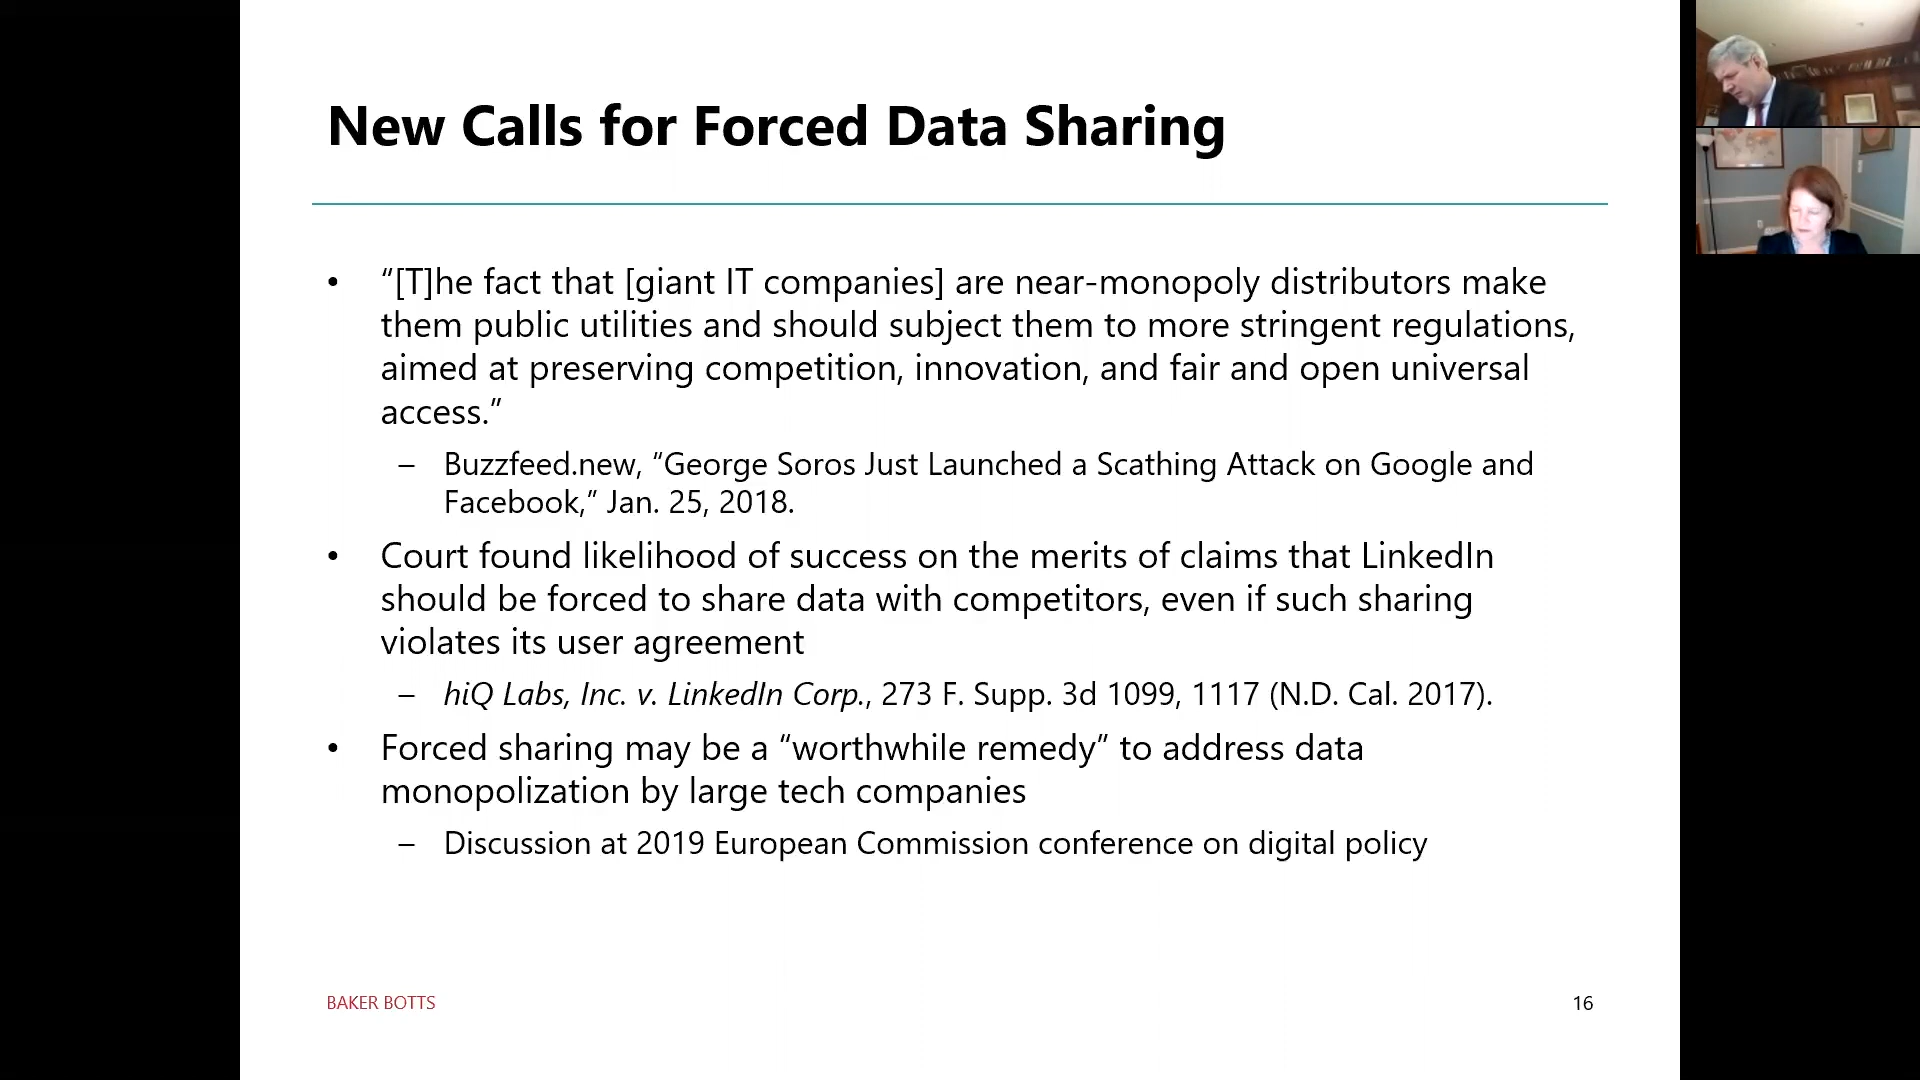 New Calls for Forced Data Sharing
• “[T]he fact that [giant IT companies] are near-monopoly distributors make
them public utilities and should subject them to more stringent regulations,
aimed at preserving competition, innovation, and fair and open universal
access.”
– Buzzfeed.new, “George Soros Just Launched a Scathing Attack on Google and
Facebook,” Jan. 25, 2018.
• Court found likelihood of success on the merits of claims that LinkedIn
should be forced to share data with competitors, even if such sharing
violates its user agreement
– hiQ Labs, Inc. v. LinkedIn Corp., 273 F. Supp. 3d 1099, 1117 (N.D. Cal. 2017).
• Forced sharing may be a “worthwhile remedy” to address data
monopolization by large tech companies
– Discussion at 2019 European Commission conference on digital policy
BAKER BOTTS
16